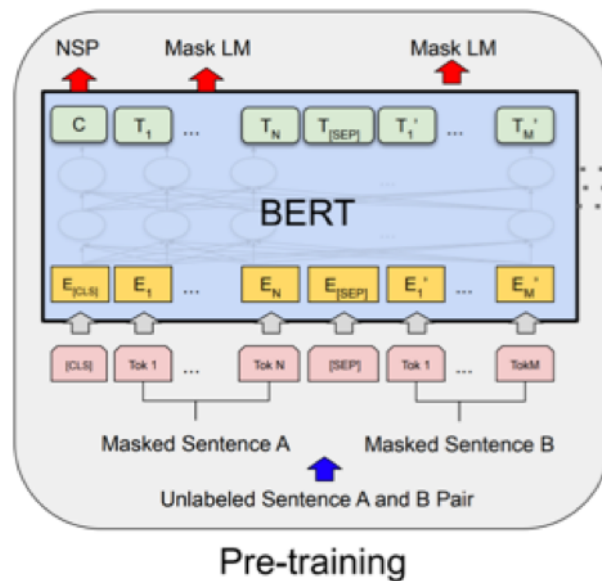 NSP Mask LM Mask LM
C T1 ... TN T[SEP] T1' ... TM'
...
BERT
...
E[CLS] E1 ... EN E[SEP] E1' ... EM'
[CLS] Tok 1 ... Tok N [SEP] Tok 1 ... TokM
Masked Sentence A Masked Sentence B
Unlabeled Sentence A and B Pair
Pre-training